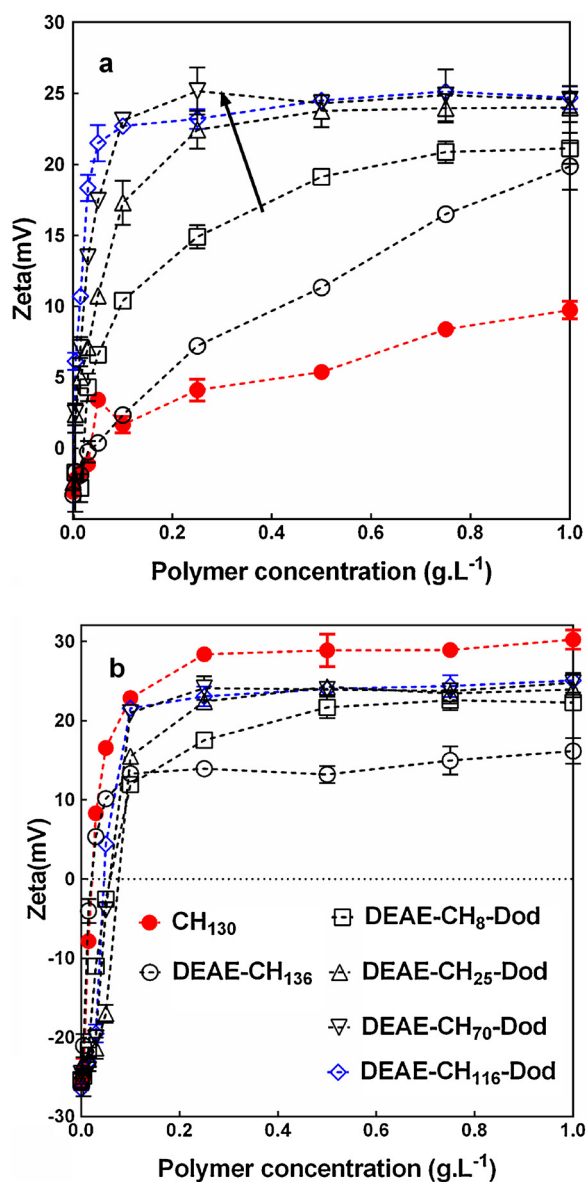 a
30
25
20
15
10
5
0
-5
Zeta(mV)
0.0 0.2 0.4 0.6 0.8 1.0
Polymer concentration (g.L⁻¹)
b
30
20
10
0
-10
-20
-30
Zeta(mV)
CH₁₃₀
DEAE-CH₁₃₆
DEAE-CH₈-Dod
DEAE-CH₂₅-Dod
DEAE-CH₇₀-Dod
DEAE-CH₁₁₆-Dod
0.0 0.2 0.4 0.6 0.8 1.0
Polymer concentration (g.L⁻¹)